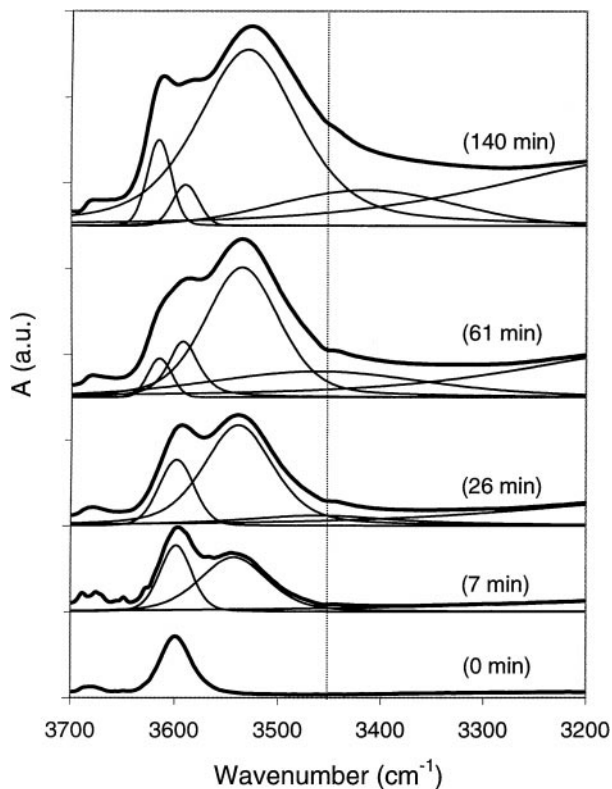 A (a.u.)
(140 min)
(61 min)
(26 min)
(7 min)
(0 min)
3700 3600 3500 3400 3300 3200
Wavenumber (cm⁻¹)